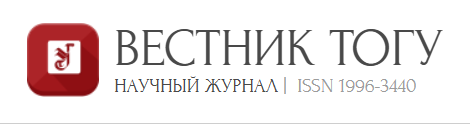 ВЕСТНИК ТОГУ
НАУЧНЫЙ ЖУРНАЛ | ISSN 1996-3440